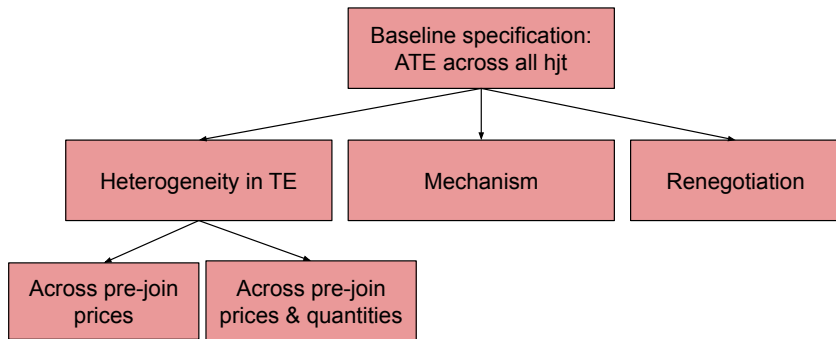 Baseline specification:
ATE across all hjt
Heterogeneity in TE
Mechanism
Renegotiation
Across pre-join
prices
Across pre-join
prices & quantities